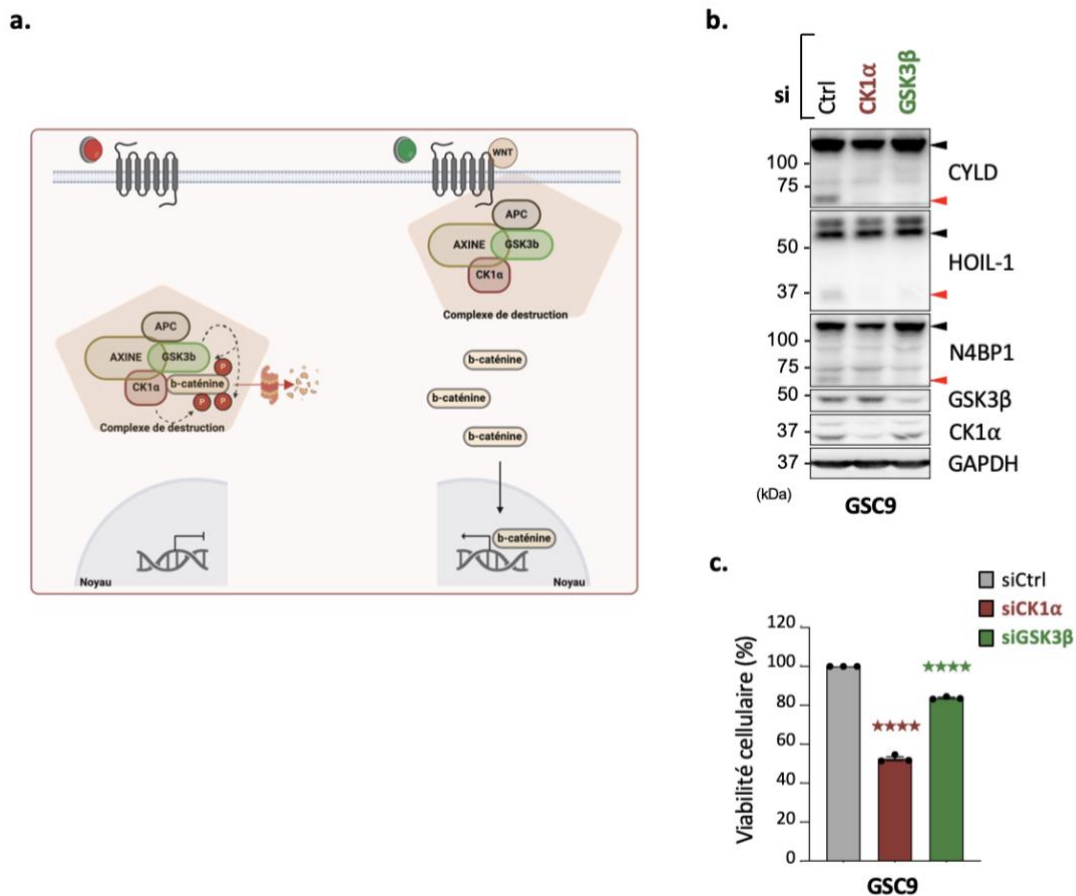 a.
WNT
APC
AXINE
GSK3b
CK1α
Complexe de destruction
APC
AXINE
GSK3b
P
CK1α
b-caténine
P P
Complexe de destruction
b-caténine
b-caténine
b-caténine
b-caténine
Noyau
Noyau
b.
si
Ctrl
CK1α
GSK3β
100
75
CYLD
50
37
HOIL-1
100
75
N4BP1
50
GSK3β
37
CK1α
37
GAPDH
(kDa)
GSC9
c.
siCtrl
siCK1α
siGSK3β
Viabilité cellulaire (%)
120
100
80
60
40
20
0
GSC9